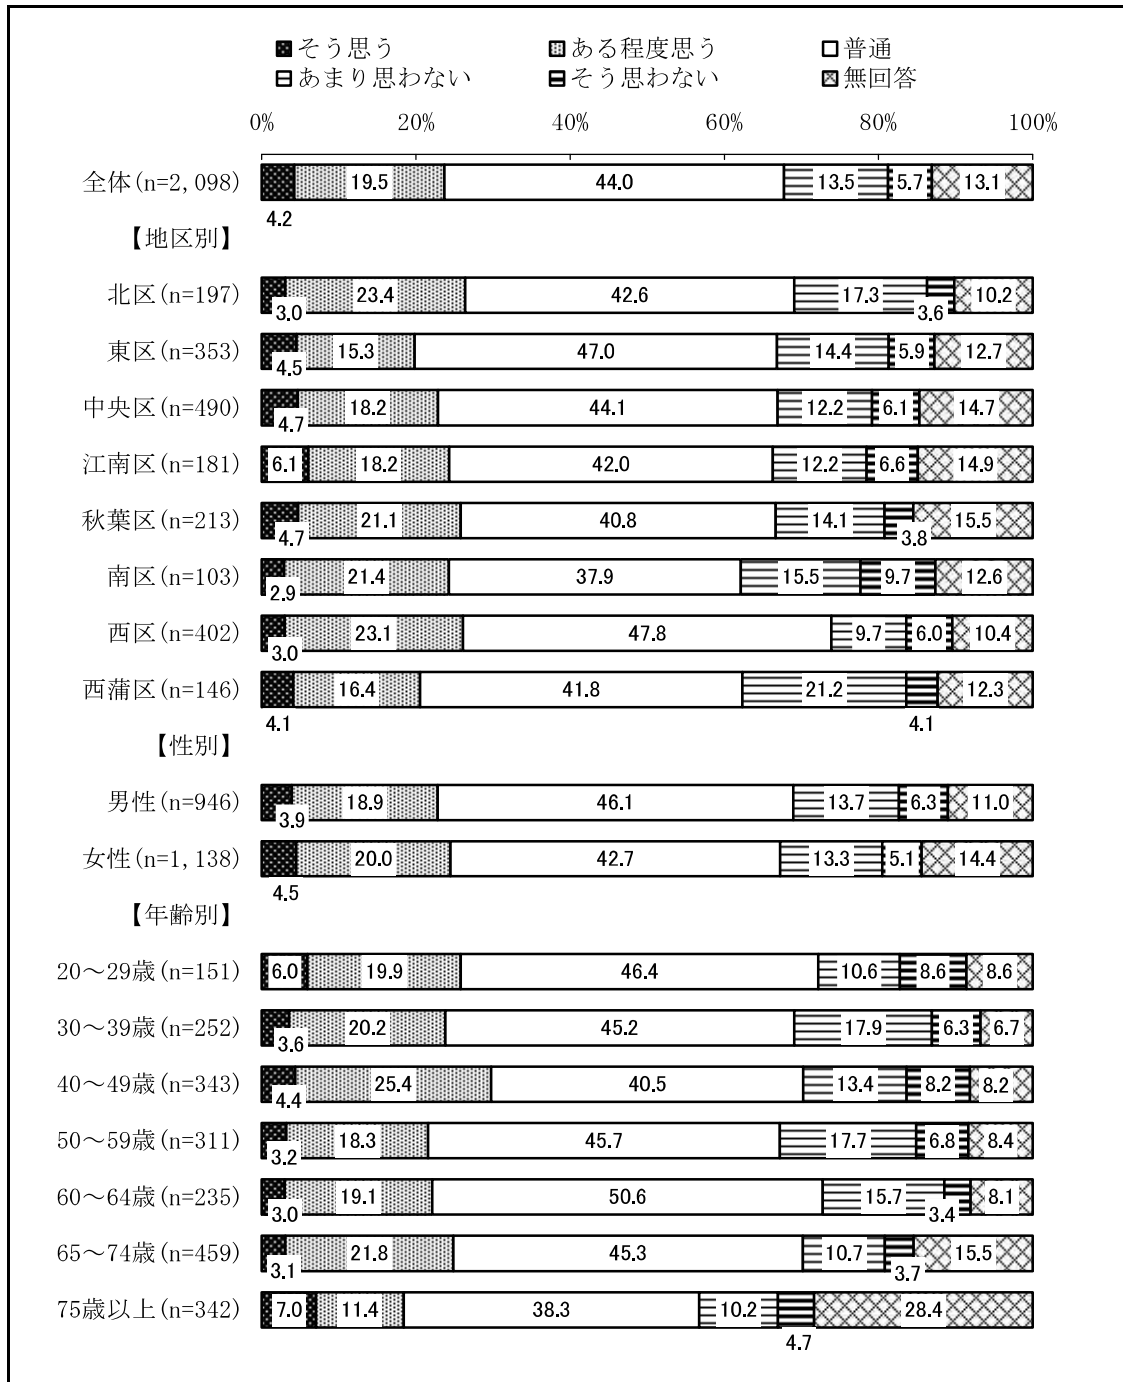 そう思う ある程度思う 普通
あまり思わない そう思わない 無回答
0% 20% 40% 60% 80% 100%
全体(n=2,098) 19.5 44.0 13.5 5.7 13.1
4.2
【地区別】
北区(n=197) 3.0 23.4 42.6 17.3 3.6 10.2
東区(n=353) 4.5 15.3 47.0 14.4 5.9 12.7
中央区(n=490) 4.7 18.2 44.1 12.2 6.1 14.7
江南区(n=181) 6.1 18.2 42.0 12.2 6.6 14.9
秋葉区(n=213) 4.7 21.1 40.8 14.1 3.8 15.5
南区(n=103) 2.9 21.4 37.9 15.5 9.7 12.6
西区(n=402) 3.0 23.1 47.8 9.7 6.0 10.4
西蒲区(n=146) 16.4 41.8 21.2 12.3
4.1 4.1
【性別】
男性(n=946) 3.9 18.9 46.1 13.7 6.3 11.0
女性(n=1,138) 20.0 42.7 13.3 5.1 14.4
4.5
【年齢別】
20～29歳(n=151) 6.0 19.9 46.4 10.6 8.6 8.6
30～39歳(n=252) 3.6 20.2 45.2 17.9 6.3 6.7
40～49歳(n=343) 4.4 25.4 40.5 13.4 8.2 8.2
50～59歳(n=311) 3.2 18.3 45.7 17.7 6.8 8.4
60～64歳(n=235) 3.0 19.1 50.6 15.7 3.4 8.1
65～74歳(n=459) 3.1 21.8 45.3 10.7 3.7 15.5
75歳以上(n=342) 7.0 11.4 38.3 10.2 28.4
4.7